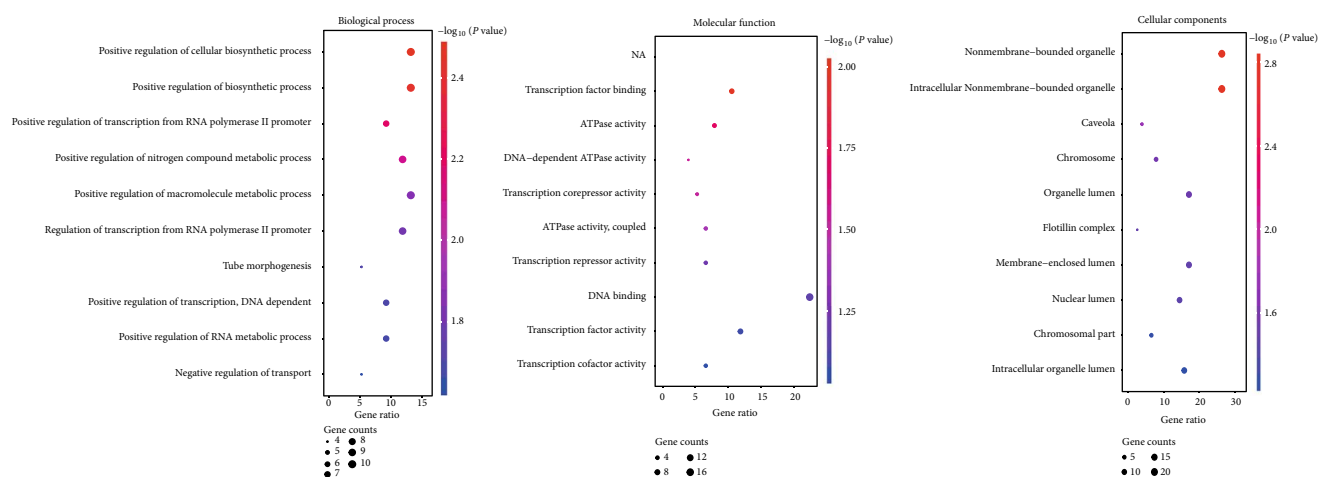 Biological process
−log10 (P value)
Positive regulation of cellular biosynthetic process
Positive regulation of biosynthetic process
Positive regulation of transcription from RNA polymerase II promoter
Positive regulation of nitrogen compound metabolic process
Positive regulation of macromolecule metabolic process
Regulation of transcription from RNA polymerase II promoter
Tube morphogenesis
Positive regulation of transcription, DNA dependent
Positive regulation of RNA metabolic process
Negative regulation of transport
2.4
2.2
2.0
1.8
0 5 10 15
Gene ratio
Gene counts
4 8
5 9
6 10
7
Molecular function
−log10 (P value)
NA
Transcription factor binding
ATPase activity
DNA−dependent ATPase activity
Transcription corepressor activity
ATPase activity, coupled
Transcription repressor activity
DNA binding
Transcription factor activity
Transcription cofactor activity
2.00
1.75
1.50
1.25
0 5 10 15 20
Gene ratio
Gene counts
4 12
8 16
Cellular components
−log10 (P value)
Nonmembrane−bounded organelle
Intracellular Nonmembrane−bounded organelle
Caveola
Chromosome
Organelle lumen
Flotillin complex
Membrane−enclosed lumen
Nuclear lumen
Chromosomal part
Intracellular organelle lumen
2.8
2.4
2.0
1.6
0 10 20 30
Gene ratio
Gene counts
5 15
10 20